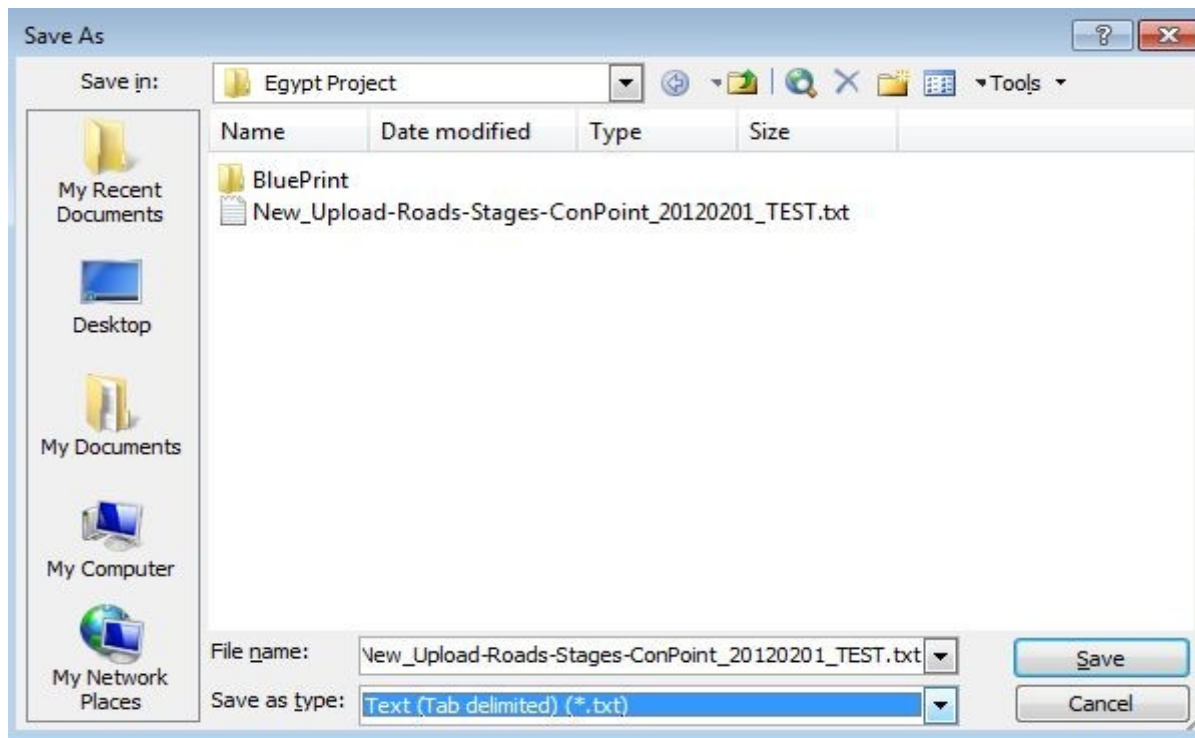 Save As
Save in: Egypt Project Tools
Name Date modified Type Size
BluePrint
New_Upload-Roads-Stages-ConPoint_20120201_TEST.txt
My Recent
Documents
Desktop
My Documents
My Computer
My Network
Places
File name: New_Upload-Roads-Stages-ConPoint_20120201_TEST.txt Save
Save as type: Text (Tab delimited) (*.txt) Cancel